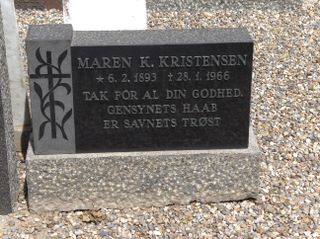 MAREN K. KRISTENSEN
* 6. 2. 1893 † 28. 1. 1966
TAK FOR AL DIN GODHED.
GENSYNETS HAAB
ER SAVNETS TRØST